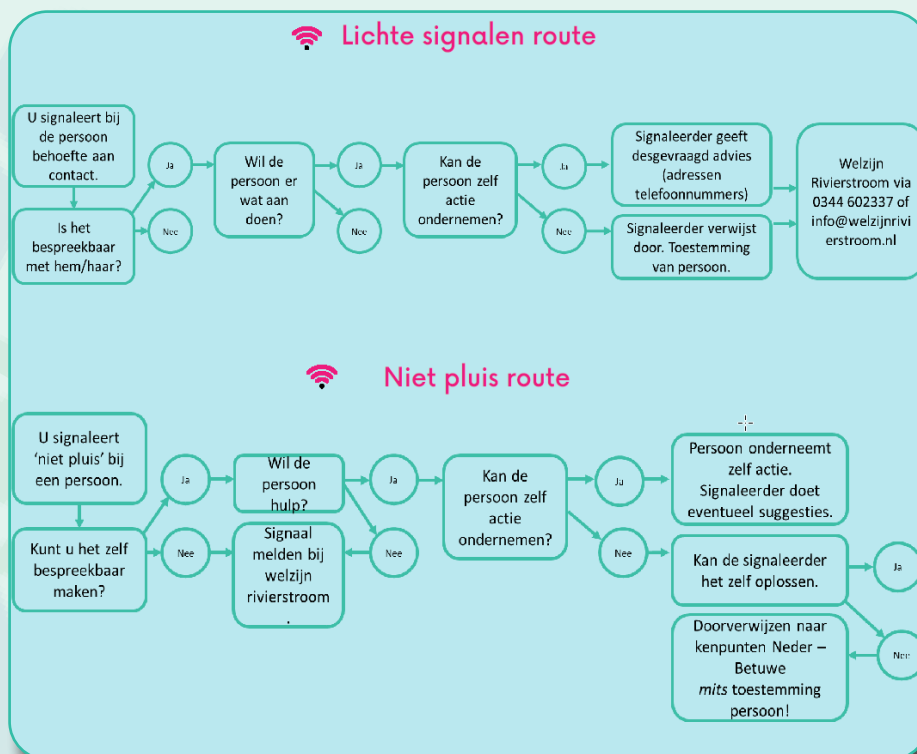 Lichte signalen route
U signaleert bij
de persoon
behoefte aan
contact.
Is het
bespreekbaar
met hem/haar?
Ja
Nee
Wil de
persoon er
wat aan
doen?
Ja
Nee
Kan de
persoon zelf
actie
ondernemen?
Ja
Nee
Signaleerder geeft
desgevraagd advies
(adressen
telefoonnummers)
Signaleerder verwijst
door. Toestemming
van persoon.
Welzijn
Rivierstroom via
0344 602337 of
info@welzijnrivi
erstroom.nl
Niet pluis route
U signaleert
‘niet pluis’ bij
een persoon.
Kunt u het zelf
bespreekbaar
maken?
Ja
Nee
Wil de
persoon
hulp?
Signaal
melden bij
welzijn
rivierstroom
.
Ja
Nee
Kan de
persoon zelf
actie
ondernemen?
Ja
Nee
Persoon onderneemt
zelf actie.
Signaleerder doet
eventueel suggesties.
Kan de signaleerder
het zelf oplossen.
Ja
Nee
Doorverwijzen naar
kenpunten Neder –
Betuwe
mits toestemming
persoon!